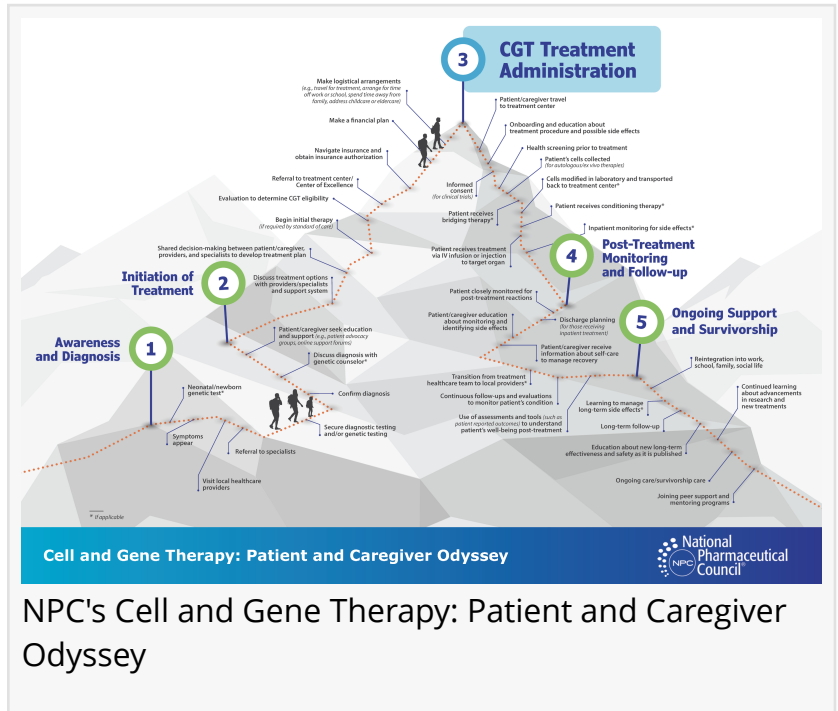 3
CGT Treatment
Administration
Make logistical arrangements
(e.g., travel for treatment, arrange for time
off work or school, spend time away from
family, address childcare or eldercare)
Make a financial plan
Navigate insurance and
obtain insurance authorization
Referral to treatment center/
Center of Excellence
Evaluation to determine CGT eligibility
Begin initial therapy
(if required by standard of care)
Shared decision-making between patient/caregiver,
providers, and specialists to develop treatment plan
Initiation of
Treatment
2
Discuss treatment options
with providers/specialists
and support system
Awareness
and Diagnosis
1
Patient/caregiver seek education
and support (e.g., patient advocacy
groups, online support forums)
Discuss diagnosis with
genetic counselor*
Neonatal/newborn
genetic test*
Confirm diagnosis
Symptoms
appear
Secure diagnostic testing
and/or genetic testing
Referral to specialists
Visit local healthcare
providers
* If applicable
Patient/caregiver travel
to treatment center
Onboarding and education about
treatment procedure and possible side effects
Health screening prior to treatment
Patient's cells collected
(for autologous/ex vivo therapies)
Informed
consent
(for clinical trials)
Cells modified in laboratory and transported
back to treatment center*
Patient receives conditioning therapy*
Patient receives
bridging therapy*
Inpatient monitoring for side effects*
Patient receives treatment
via IV infusion or injection
to target organ
4
Post-Treatment
Monitoring
and Follow-up
Patient closely monitored for
post-treatment reactions
Patient/caregiver education
about monitoring and
identifying side effects
Discharge planning
(for those receiving
inpatient treatment)
5
Ongoing Support
and Survivorship
Patient/caregiver receive
information about self-care
to manage recovery
Transition from treatment
healthcare team to local providers*
Continuous follow-ups and evaluations
to monitor patient's condition
Use of assessments and tools (such as
patient reported outcomes) to understand
patient's well-being post-treatment
Reintegration into work,
school, family, social life
Learning to manage
long-term side effects*
Continued learning
about advancements
in research and
new treatments
Long-term follow-up
Education about new long-term
effectiveness and safety as it is published
Ongoing care/survivorship care
Joining peer support and
mentoring programs
Cell and Gene Therapy: Patient and Caregiver Odyssey
NPC
National
Pharmaceutical
Council®
NPC's Cell and Gene Therapy: Patient and Caregiver
Odyssey